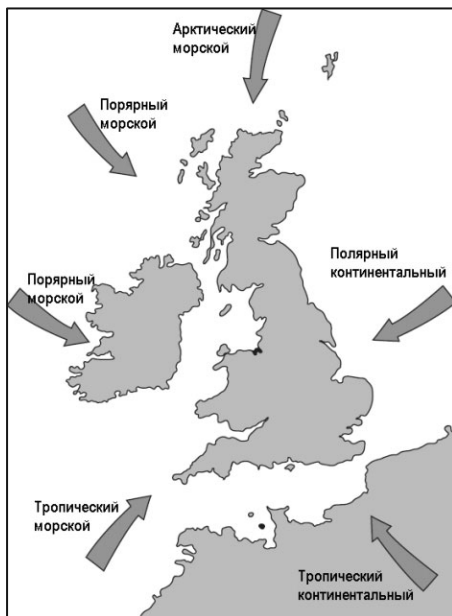 Арктический
морской
Порярный
морской
Порярный
морской
Полярный
континентальный
Тропический
морской
Тропический
континентальный